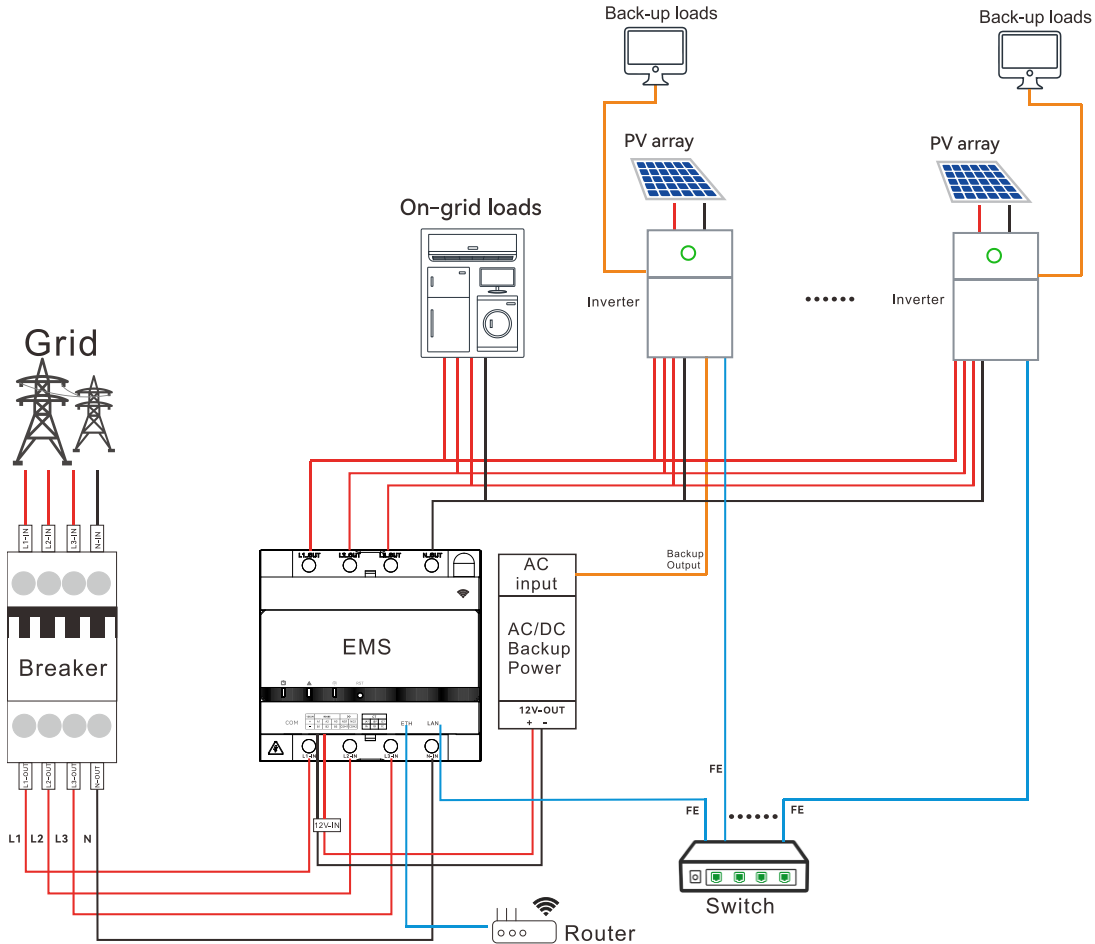 Back-up loads
Back-up loads
PV array
PV array
On-grid loads
Inverter
Inverter
Grid
L1-IN
L2-IN
L3-IN
N-IN
L1_OUT
L2_OUT
L3_OUT
N_OUT
AC
input
Backup
Output
Breaker
EMS
AC/DC
Backup
Power
12V-OUT
+ -
COM
ETH
LAN
L1-IN
L2-IN
L3-IN
N-IN
L1-OUT
L2-OUT
L3-OUT
N-OUT
FE
FE
FE
12V-IN
L1
L2
L3
N
Switch
Router